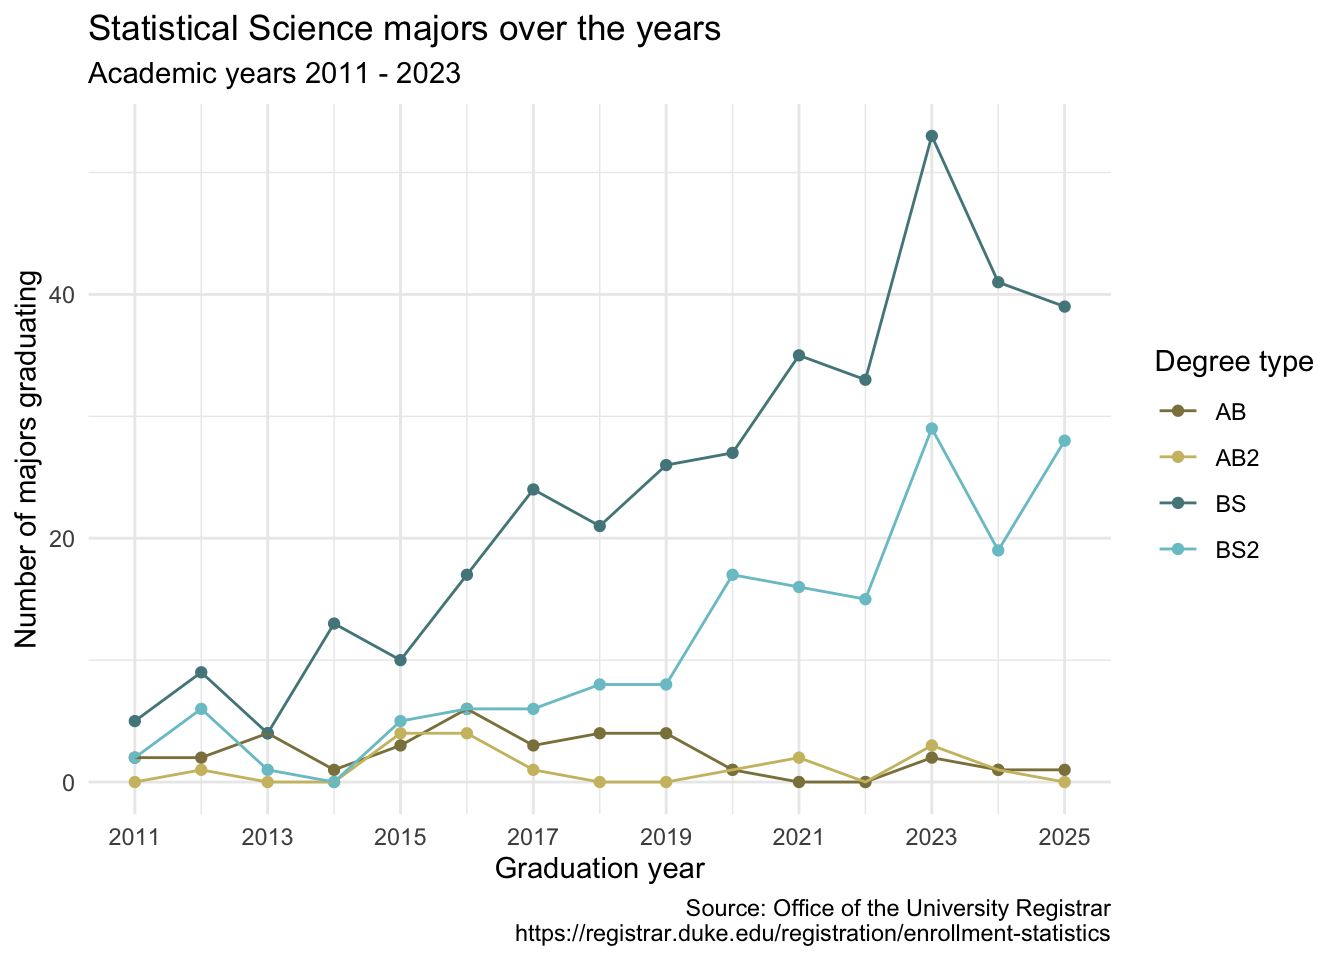 Statistical Science majors over the years
Academic years 2011 - 2023
Number of majors graduating
40
20
0
2011 2013 2015 2017 2019 2021 2023 2025
Graduation year
Degree type
AB
AB2
BS
BS2
Source: Office of the University Registrar
https://registrar.duke.edu/registration/enrollment-statistics